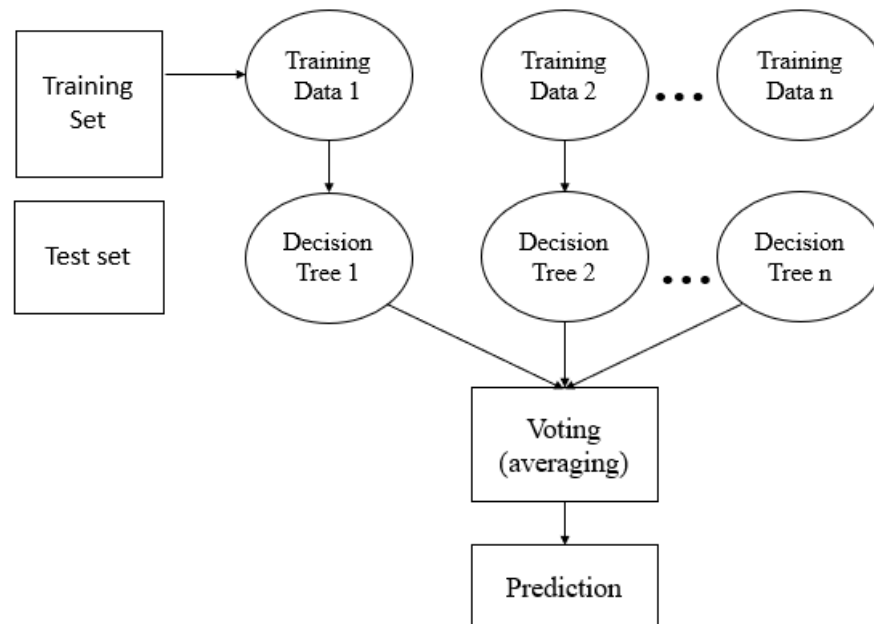 Training
Set
Training
Data 1
Training
Data 2
...
Training
Data n
Test set
Decision
Tree 1
Decision
Tree 2
...
Decision
Tree n
Voting
(averaging)
Prediction